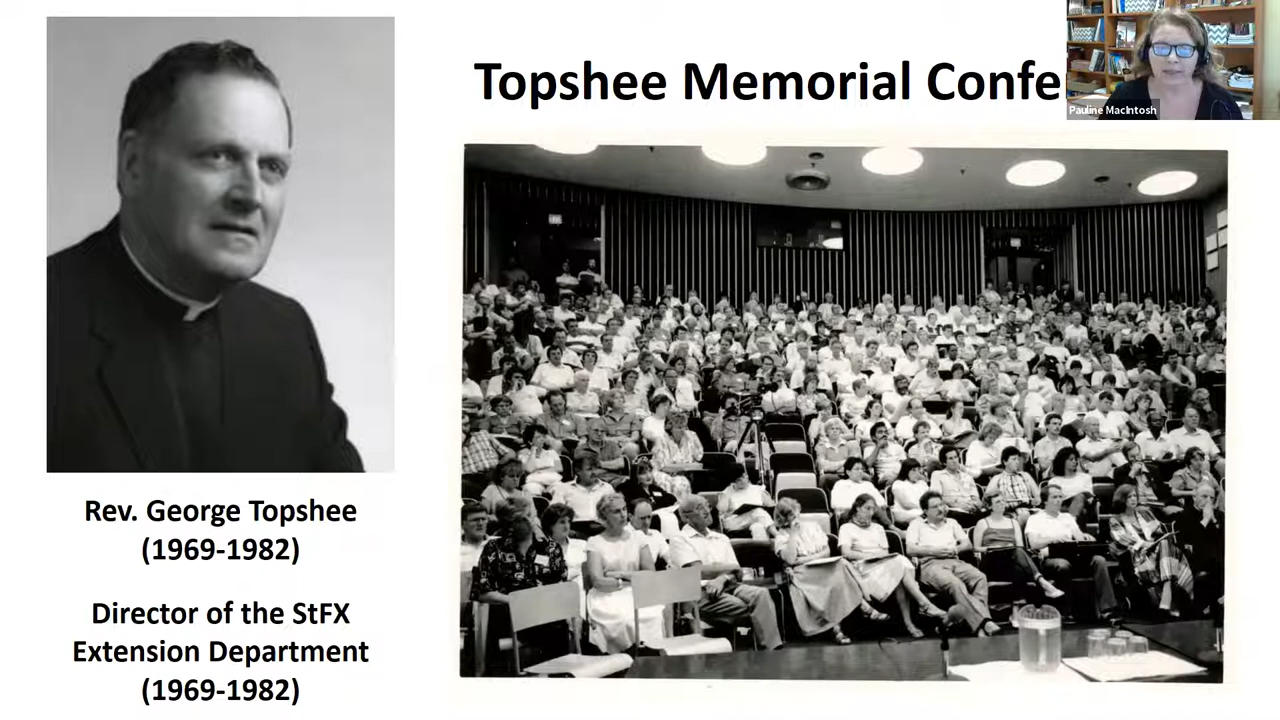 Topshee Memorial Confe
Pauline MacIntosh
Rev. George Topshee
(1969-1982)
Director of the StFX
Extension Department
(1969-1982)